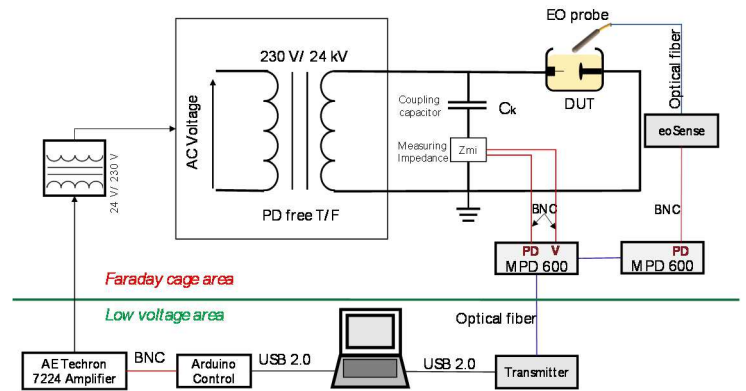 EO probe
230 V/ 24 kV
Optical fiber
DUT
AC Voltage
Coupling
capacitor
Ck
eoSense
Measuring
Impedance
Zmi
24 V/ 230 V
PD free T/F
BNC
BNC
PD V
MPD 600
PD
MPD 600
Faraday cage area
Low voltage area
Optical fiber
AE Techron
7224 Amplifier
BNC
Arduino
Control
USB 2.0
USB 2.0
Transmitter